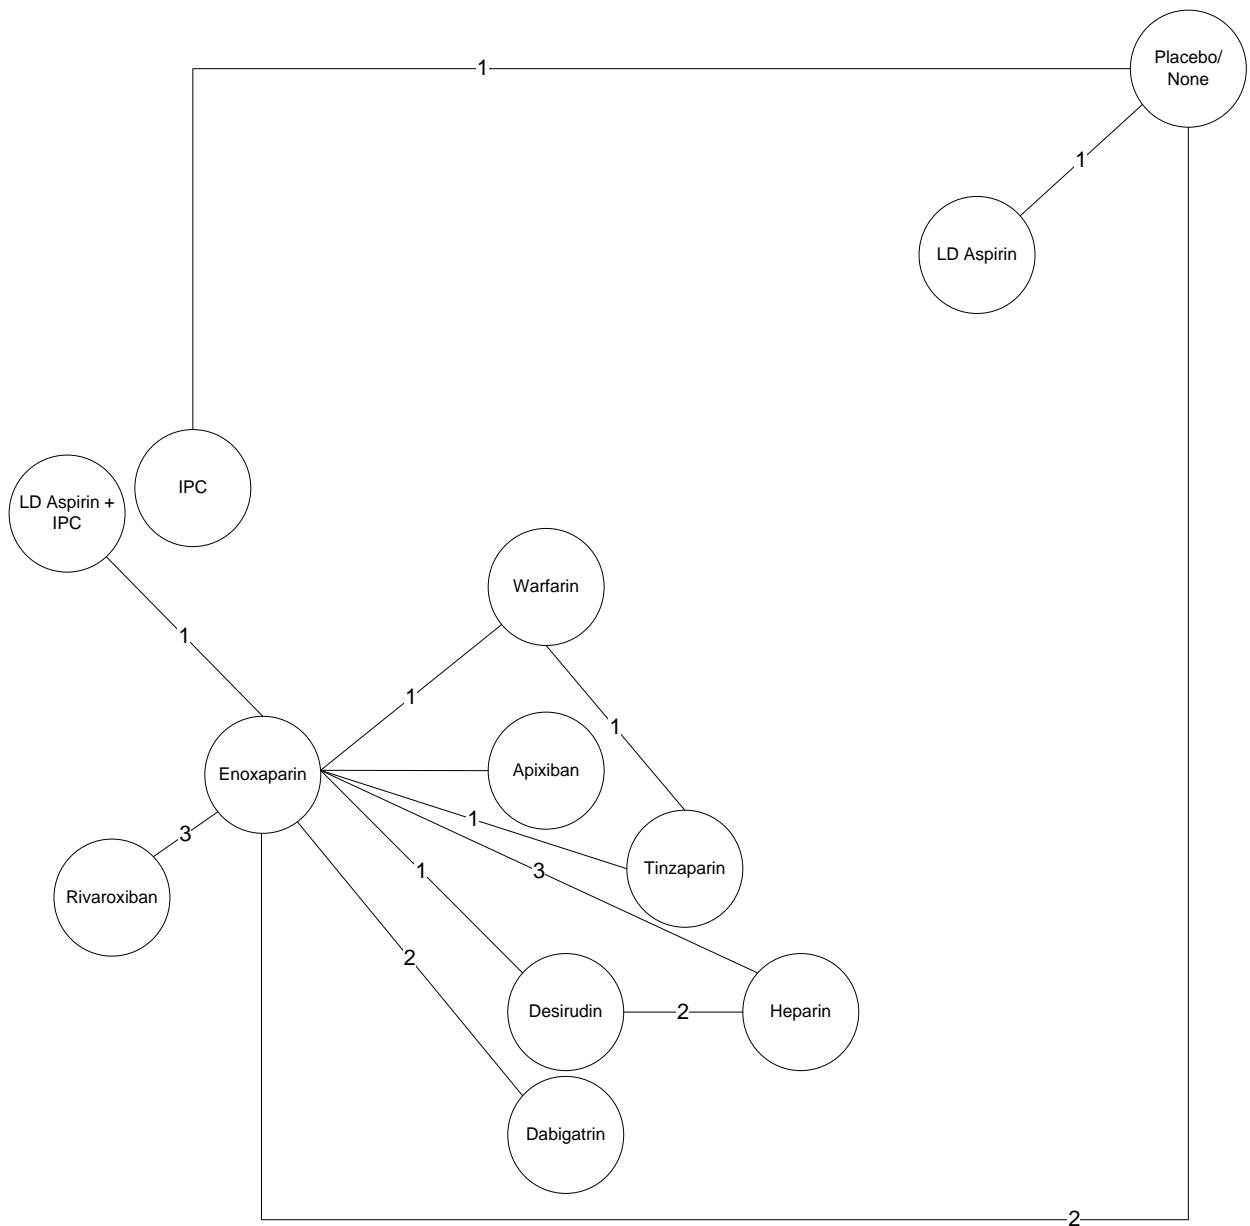 Placebo/
None
1
1
LD Aspirin
IPC
LD Aspirin +
IPC
Warfarin
1
1
1
Enoxaparin
Apixiban
3
1
1
3
Tinzaparin
Rivaroxiban
2
Desirudin
2
Heparin
Dabigatrin
2